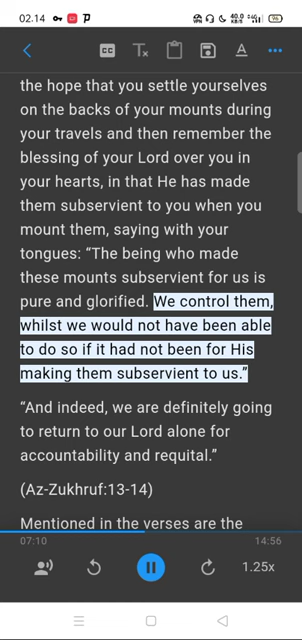 02.14
40.0 KB/S
96
CC
the hope that you settle yourselves
on the backs of your mounts during
your travels and then remember the
blessing of your Lord over you in
your hearts, in that He has made
them subservient to you when you
mount them, saying with your
tongues: “The being who made
these mounts subservient for us is
pure and glorified. We control them,
whilst we would not have been able
to do so if it had not been for His
making them subservient to us.”
“And indeed, we are definitely going
to return to our Lord alone for
accountability and requital.”
(Az-Zukhruf:13-14)
Mentioned in the verses are the
07:10
14:56
1.25x